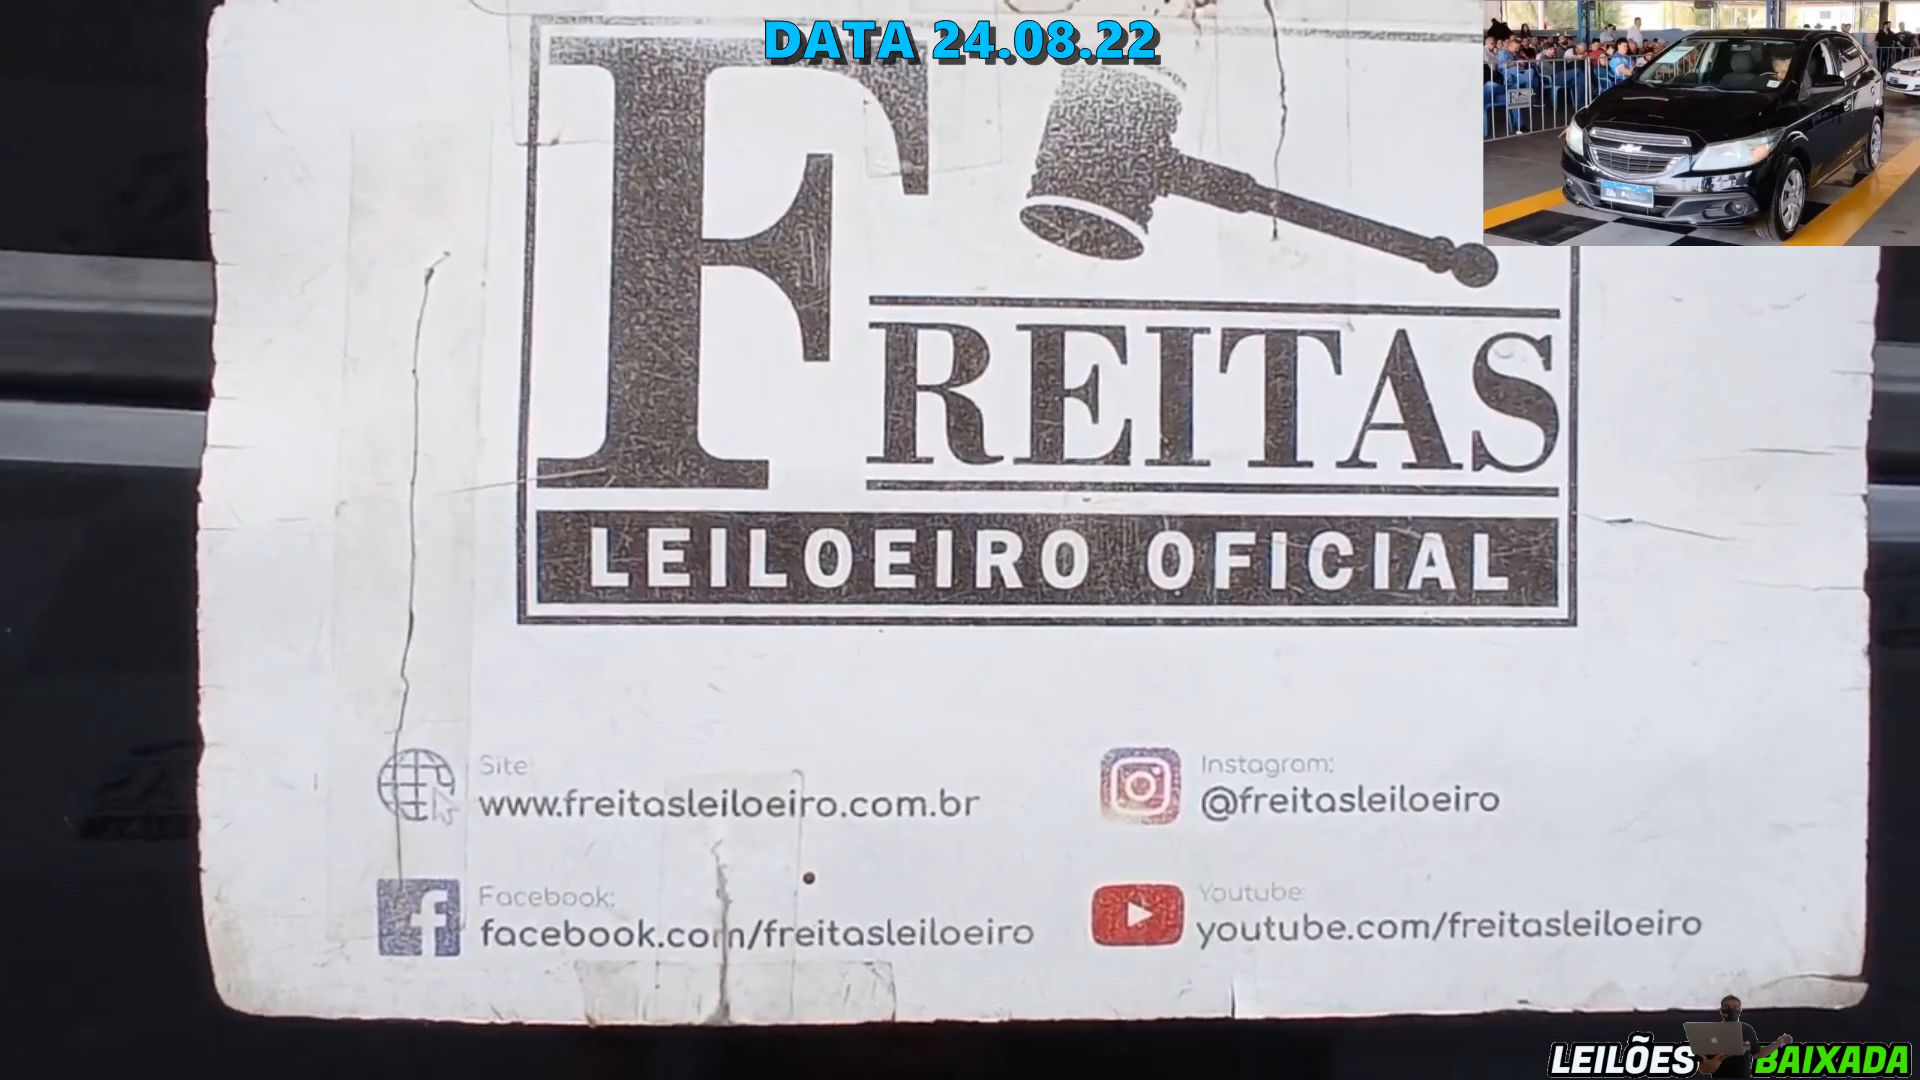 DATA 24.08.22
FREITAS
LEILOEIRO OFICIAL
Site
www.freitasleiloeiro.com.br
Instagram:
@freitasleiloeiro
Facebook:
facebook.com/freitasleiloeiro
Youtube:
youtube.com/freitasleiloeiro
LEILÕES BAIXADA